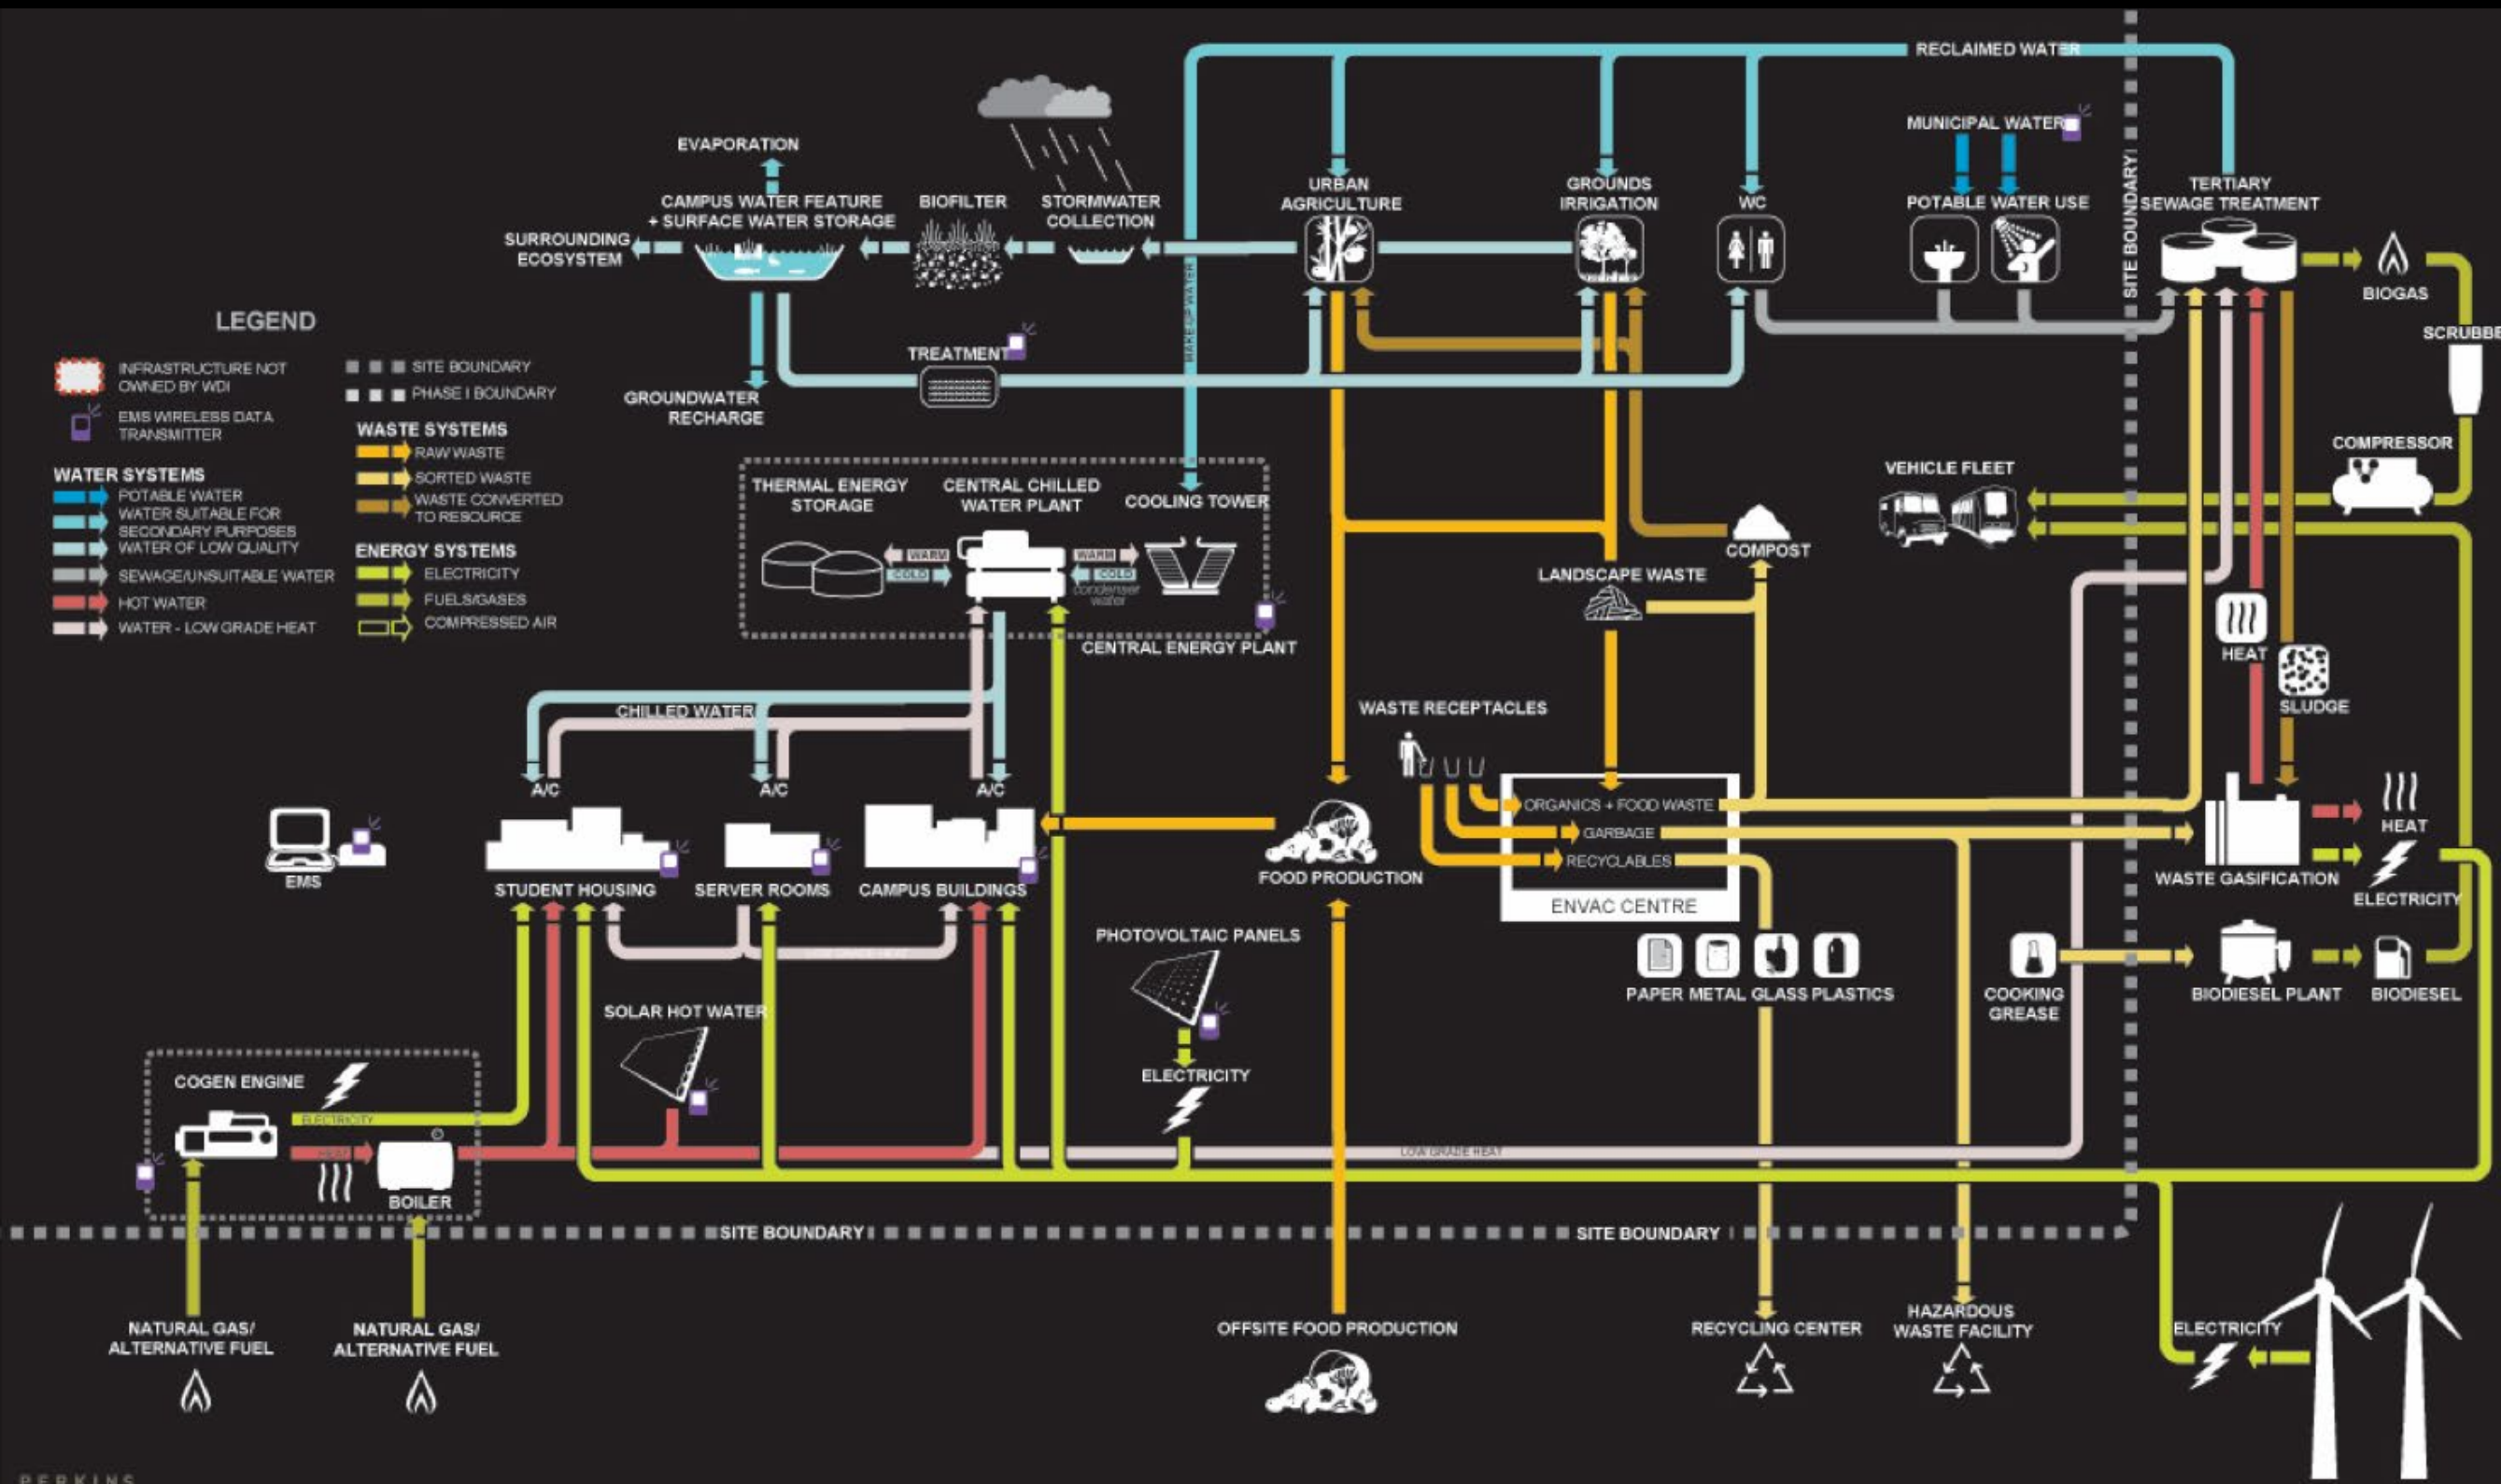 RECLAIMED WATER
MUNICIPAL WATER
EVAPORATION
CAMPUS WATER FEATURE
+ SURFACE WATER STORAGE
BIOFILTER
STORMWATER
COLLECTION
URBAN
AGRICULTURE
GROUNDS
IRRIGATION
WC
POTABLE WATER USE
SITE BOUNDARY
TERTIARY
SEWAGE TREATMENT
SURROUNDING
ECOSYSTEM
MAKE-UP WATER
BIOGAS
SCRUBBE
TREATMENT
GROUNDWATER
RECHARGE
LEGEND
INFRASTRUCTURE NOT
OWNED BY WDI
EMS WIRELESS DATA
TRANSMITTER
WATER SYSTEMS
POTABLE WATER
WATER SUITABLE FOR
SECONDARY PURPOSES
WATER OF LOW QUALITY
SEWAGE/UNSUITABLE WATER
HOT WATER
WATER - LOW GRADE HEAT
SITE BOUNDARY
PHASE I BOUNDARY
WASTE SYSTEMS
RAW WASTE
SORTED WASTE
WASTE CONVERTED
TO RESOURCE
ENERGY SYSTEMS
ELECTRICITY
FUELS/GASES
COMPRESSED AIR
THERMAL ENERGY
STORAGE
CENTRAL CHILLED
WATER PLANT
COOLING TOWER
WARM
COLD
WARM
COLD
condenser
water
CENTRAL ENERGY PLANT
COMPRESSOR
VEHICLE FLEET
COMPOST
LANDSCAPE WASTE
HEAT
SLUDGE
CHILLED WATER
WASTE RECEPTACLES
A/C
A/C
A/C
EMS
STUDENT HOUSING
SERVER ROOMS
CAMPUS BUILDINGS
FOOD PRODUCTION
ORGANICS + FOOD WASTE
GARBAGE
RECYCLABLES
ENVAC CENTRE
HEAT
WASTE GASIFICATION
ELECTRICITY
PHOTOVOLTAIC PANELS
PAPER METAL GLASS PLASTICS
COOKING
GREASE
BIODIESEL PLANT
BIODIESEL
SOLAR HOT WATER
ELECTRICITY
COGEN ENGINE
ELECTRICITY
HEAT
BOILER
LOW GRADE HEAT
SITE BOUNDARY
SITE BOUNDARY
NATURAL GAS/
ALTERNATIVE FUEL
NATURAL GAS/
ALTERNATIVE FUEL
OFFSITE FOOD PRODUCTION
RECYCLING CENTER
HAZARDOUS
WASTE FACILITY
ELECTRICITY
PERKINS